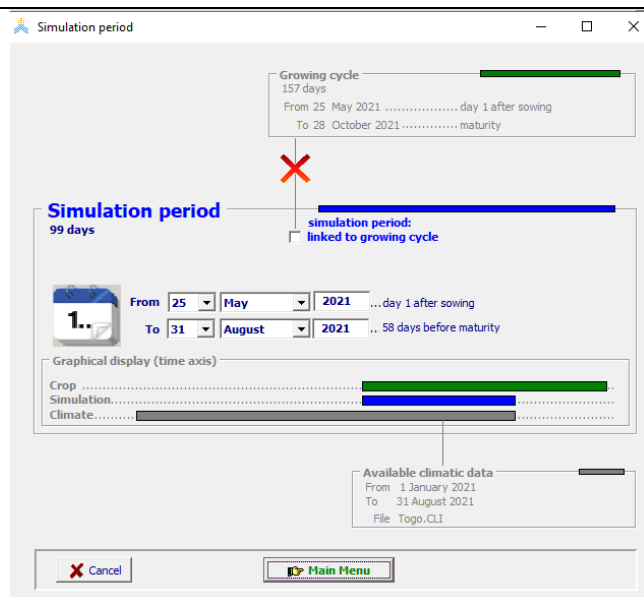 Simulation period
Growing cycle
157 days
From 25 May 2021 .................. day 1 after sowing
To 28 October 2021.............. maturity
Simulation period
99 days
simulation period:
linked to growing cycle
1..
From 25 May 2021 ...day 1 after sowing
To 31 August 2021 .. 58 days before maturity
Graphical display (time axis)
Crop
Simulation
Climate
Available climatic data
From 1 January 2021
To 31 August 2021
File Togo.CLI
Cancel Main Menu